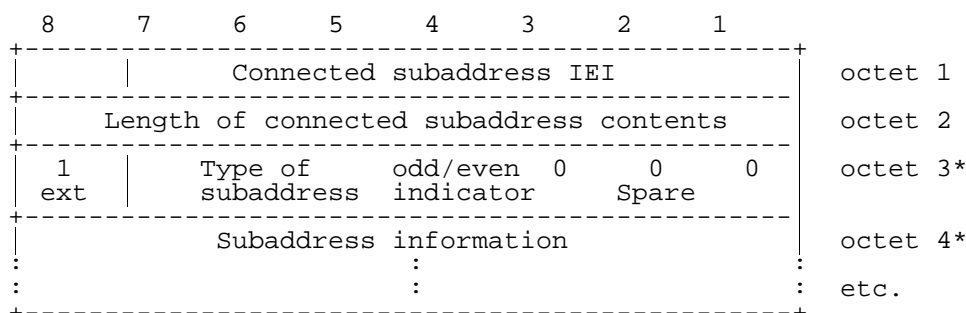 8 7 6 5 4 3 2 1
Connected subaddress IEI octet 1
Length of connected subaddress contents octet 2
1 Type of odd/even 0 0 0 octet 3*
ext subaddress indicator Spare
Subaddress information octet 4*
: : :
: : : etc.